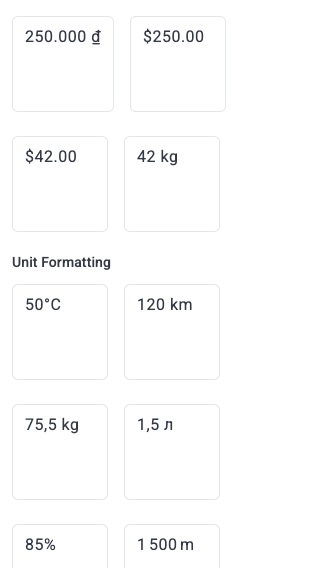 250.000 ₫
$250.00
$42.00
42 kg
Unit Formatting
50°C
120 km
75,5 kg
1,5 л
85%
1 500 m